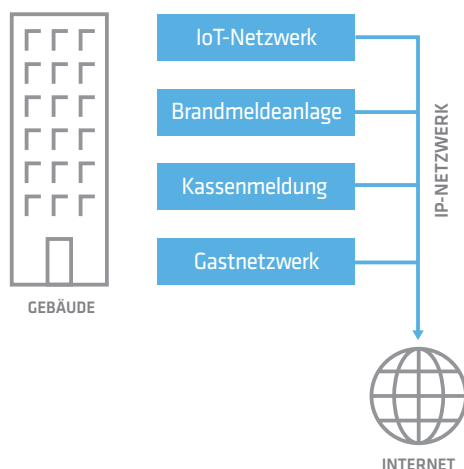 IoT-Netzwerk
Brandmeldeanlage
Kassenmeldung
Gastnetzwerk
IP-NETZWERK
GEBÄUDE
INTERNET